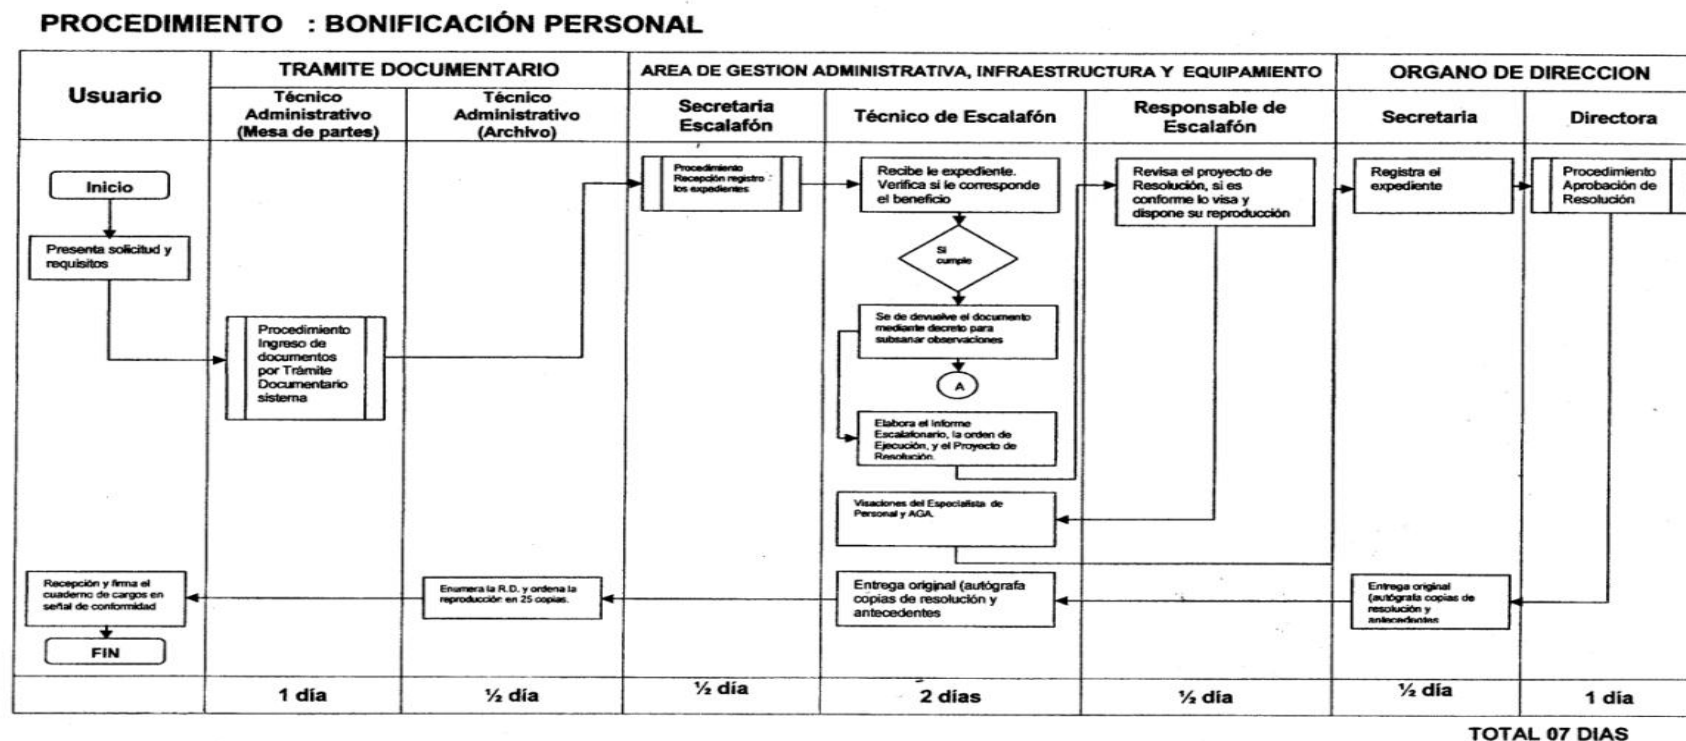 PROCEDIMIENTO : BONIFICACIÓN PERSONAL
Usuario
TRAMITE DOCUMENTARIO
AREA DE GESTION ADMINISTRATIVA, INFRAESTRUCTURA Y EQUIPAMIENTO
ORGANO DE DIRECCION
Técnico
Administrativo
(Mesa de partes)
Técnico
Administrativo
(Archivo)
Secretaria
Escalafón
Técnico de Escalafón
Responsable de
Escalafón
Secretaria
Directora
Inicio
Presenta solicitud y
requisitos
Procedimiento
Ingreso de
documentos
por Trámite
Documentario
sistema
Procedimiento
Recepción registro
los expedientes
Recibe le expediente.
Verifica si le corresponde
el beneficio
Si
cumple
Se de devuelve el documento
mediante decreto para
subsanar observaciones
A
Elabora el Informe
Escalafonario, la orden de
Ejecución, y el Proyecto de
Resolución.
Revisa el proyecto de
Resolución, si es
conforme lo visa y
dispone su reproducción
Visaciones del Especialista de
Personal y AGA.
Registra el
expediente
Procedimiento
Aprobación de
Resolución
Entrega original
(autógrafa copias de
resolución y
antecedentes
Entrega original (autógrafa
copias de resolución y
antecedentes
Enumera la R.D. y ordena la
reproducción en 25 copias.
Recepción y firma el
cuaderno de cargos en
señal de conformidad
FIN
1 día
½ día
½ día
2 días
½ día
½ día
1 día
TOTAL 07 DIAS